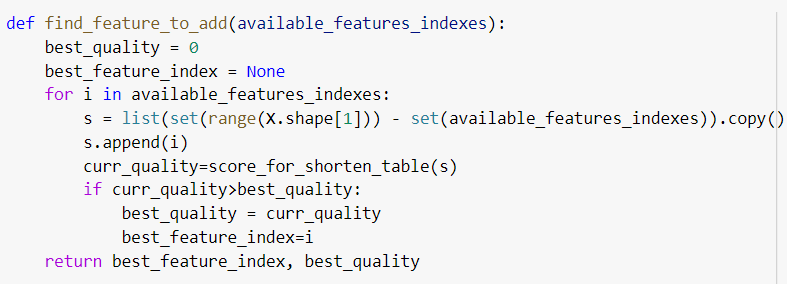 def find_feature_to_add(available_features_indexes):
    best_quality = 0
    best_feature_index = None
    for i in available_features_indexes:
        s = list(set(range(X.shape[1])) - set(available_features_indexes)).copy()
        s.append(i)
        curr_quality=score_for_shorten_table(s)
        if curr_quality>best_quality:
            best_quality = curr_quality
            best_feature_index=i
    return best_feature_index, best_quality